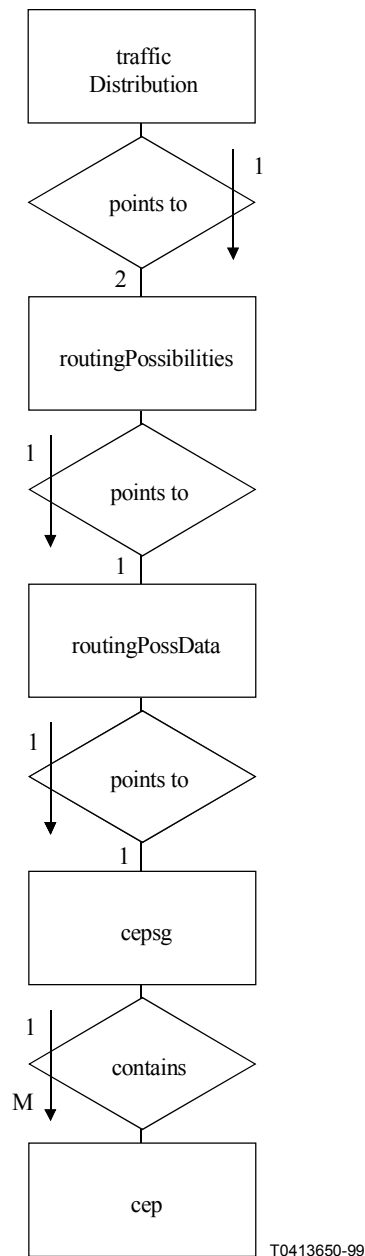 traffic
Distribution
1
points to
2
routingPossibilities
1
points to
1
routingPossData
1
points to
1
cepsg
1
contains
M
cep
T0413650-99